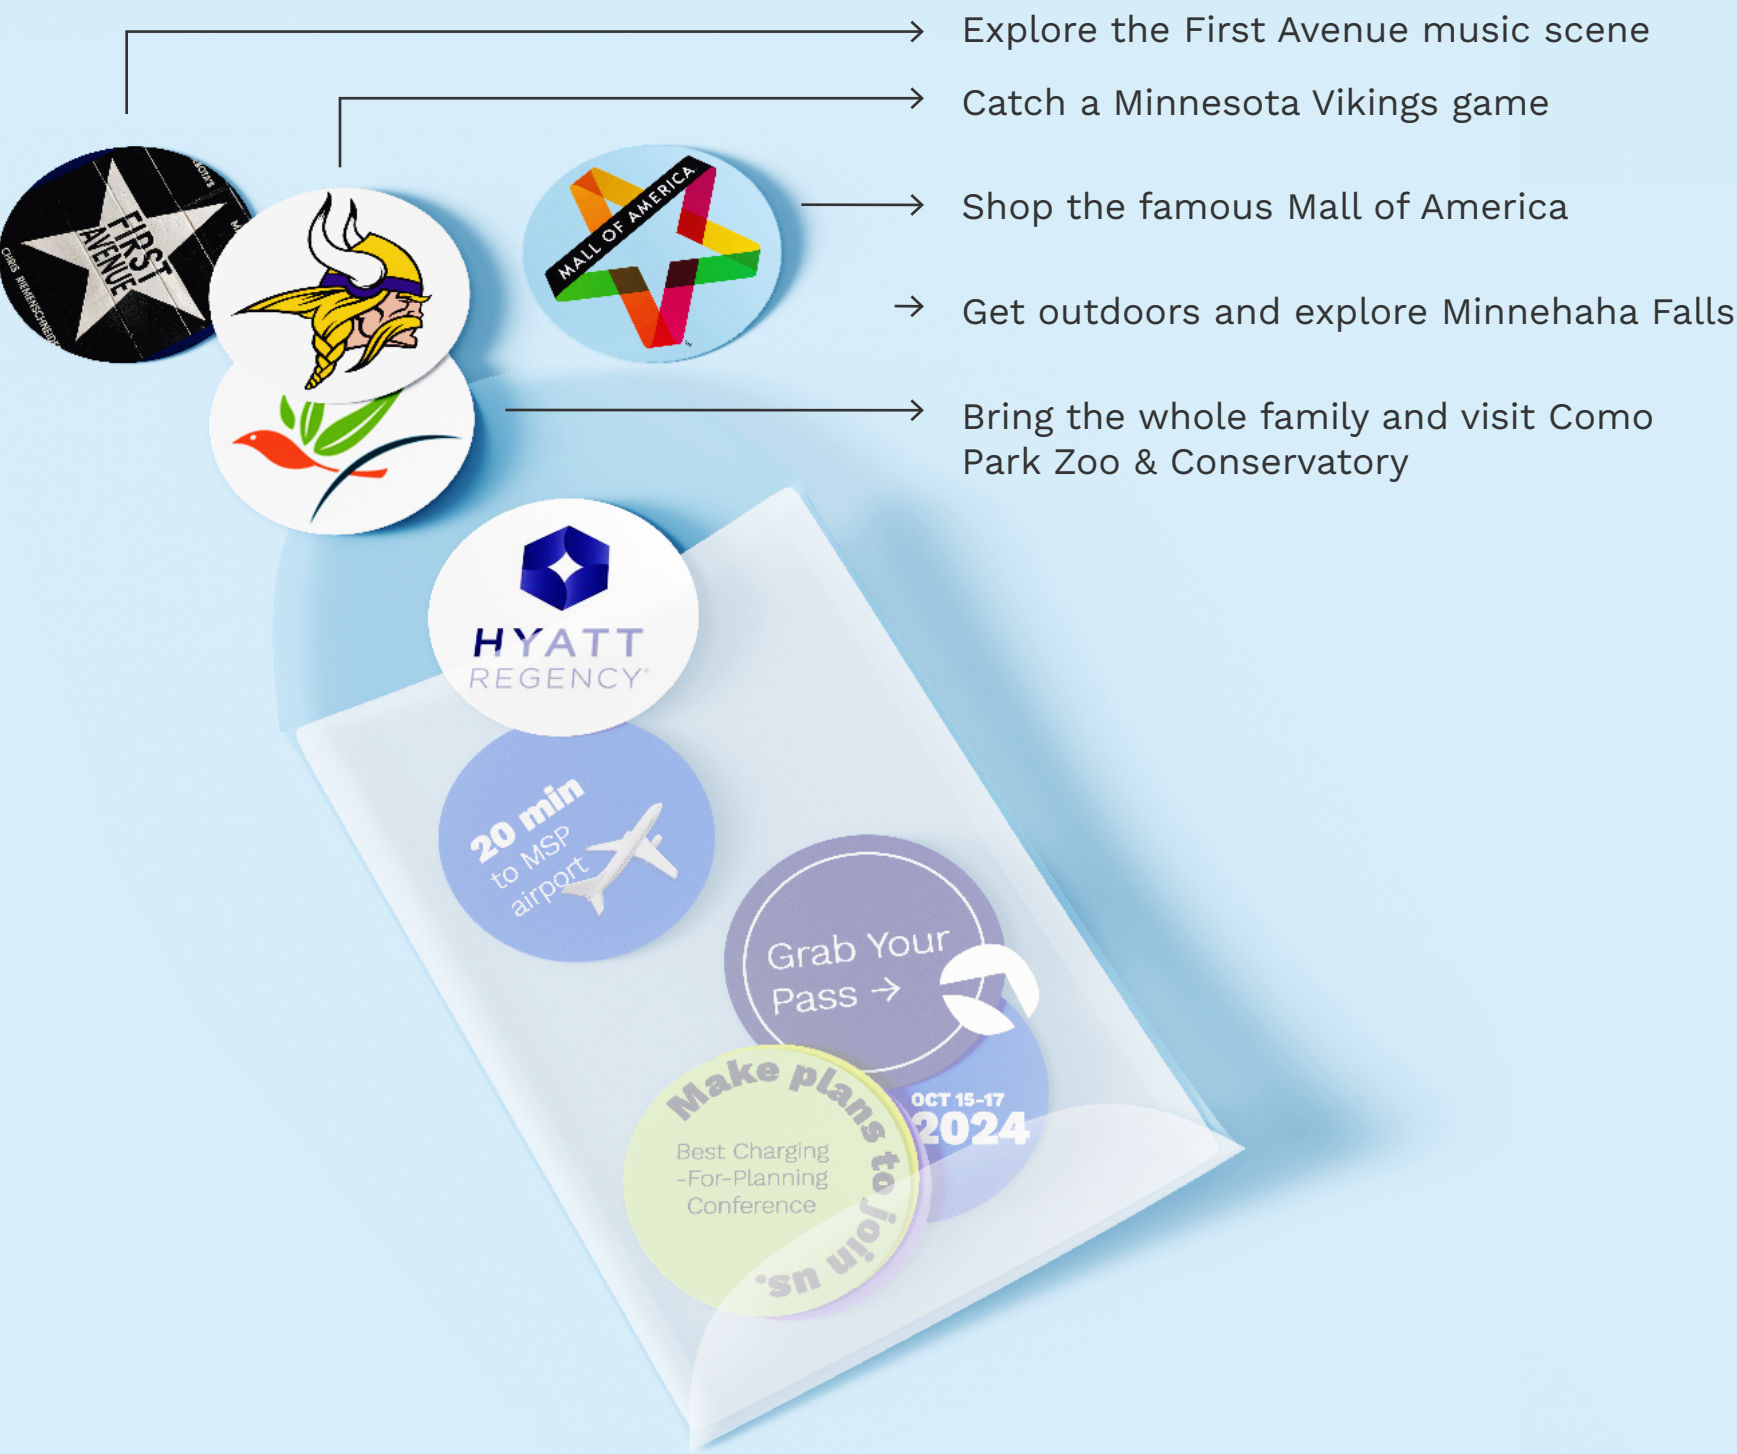 Explore the First Avenue music scene
Catch a Minnesota Vikings game
Shop the famous Mall of America
Get outdoors and explore Minnehaha Falls
Bring the whole family and visit Como
Park Zoo & Conservatory
FIRST
AVENUE
CHRIS RIEMENSCHNEIDER
MALL OF AMERICA
HYATT
REGENCY®
20 min
to MSP
airport
Grab Your
Pass →
OCT 15-17
2024
Make plans to join us.
Best Charging
-For-Planning
Conference